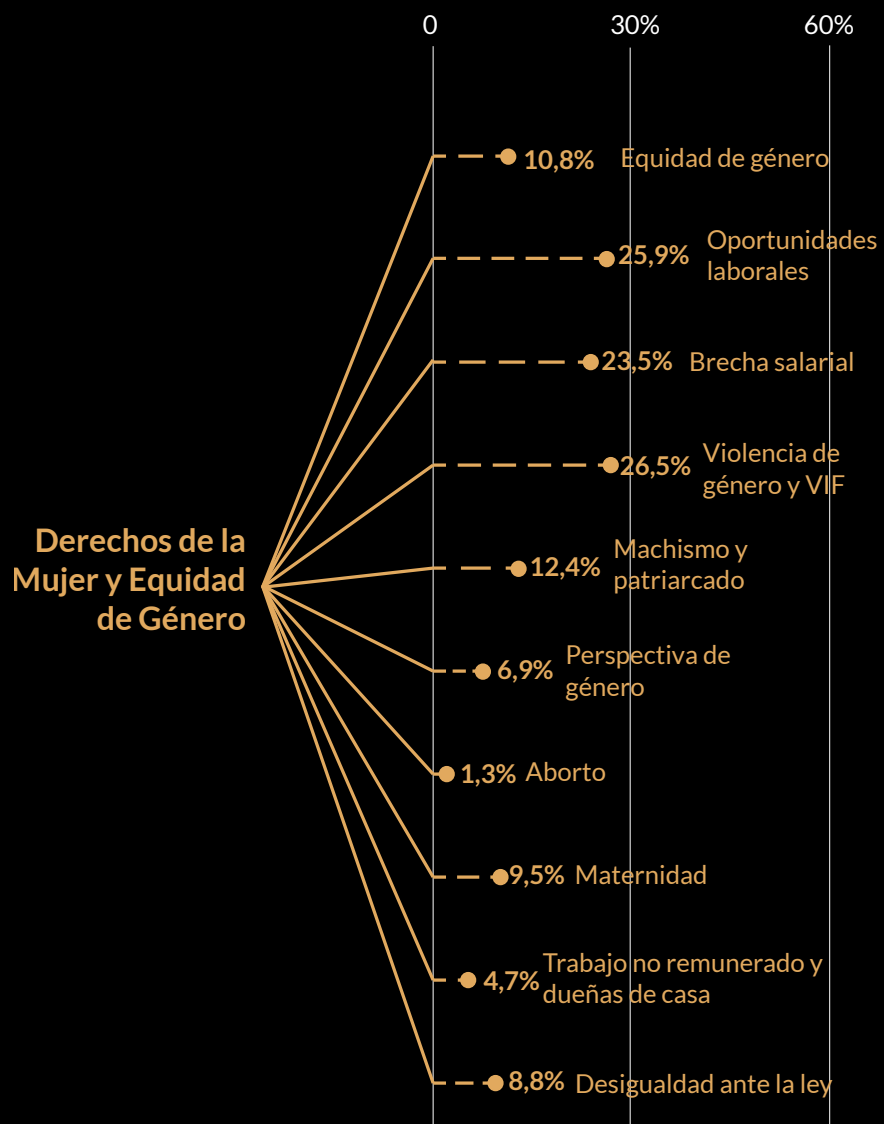 0 30% 60%
10,8% Equidad de género
25,9% Oportunidades
laborales
23,5% Brecha salarial
26,5% Violencia de
género y VIF
Derechos de la
Mujer y Equidad
de Género
12,4% Machismo y
patriarcado
6,9% Perspectiva de
género
1,3% Aborto
9,5% Maternidad
4,7% Trabajo no remunerado y
dueñas de casa
8,8% Desigualdad ante la ley